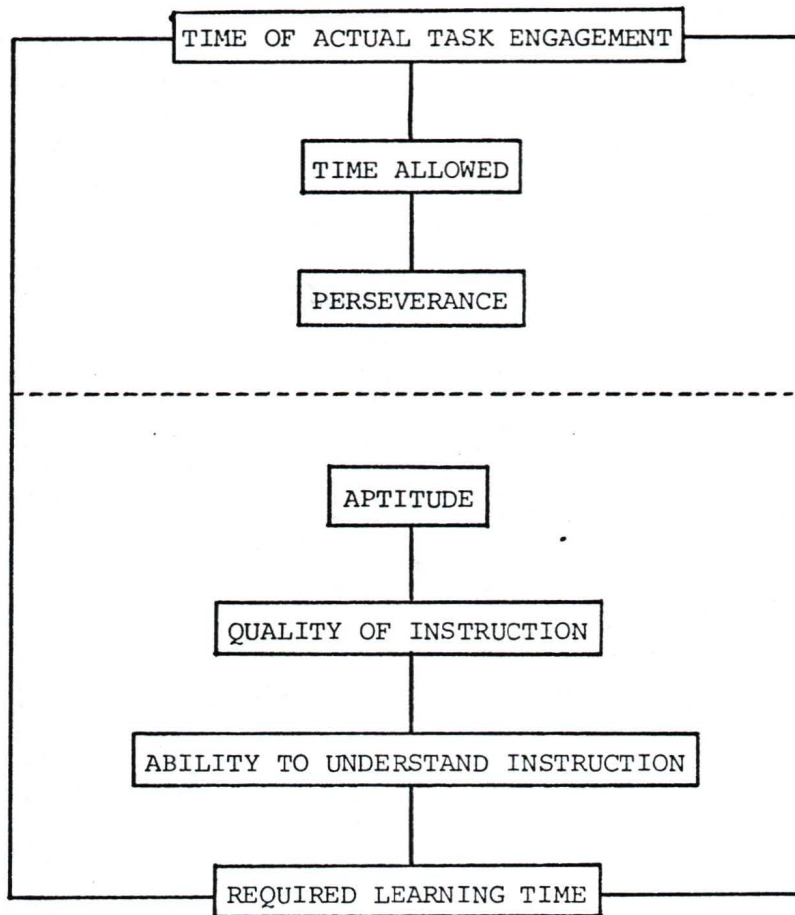 TIME OF ACTUAL TASK ENGAGEMENT
TIME ALLOWED
PERSEVERANCE
APTITUDE
QUALITY OF INSTRUCTION
ABILITY TO UNDERSTAND INSTRUCTION
REQUIRED LEARNING TIME